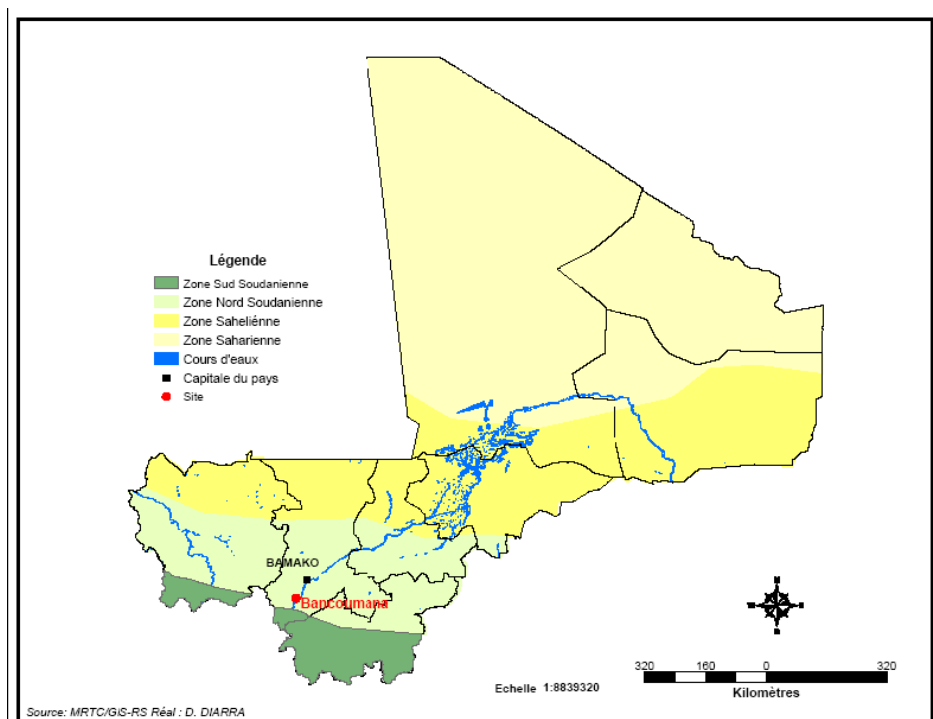 Légende
Zone Sud Soudanienne
Zone Nord Soudanienne
Zone Saheliénne
Zone Saharienne
Cours d'eaux
Capitale du pays
Site
BAMAKO
Bancoumana
320 160 0 320
Kilomètres
Echelle 1:8839320
Source: MRTC/GIS-RS Réal : D. DIARRA